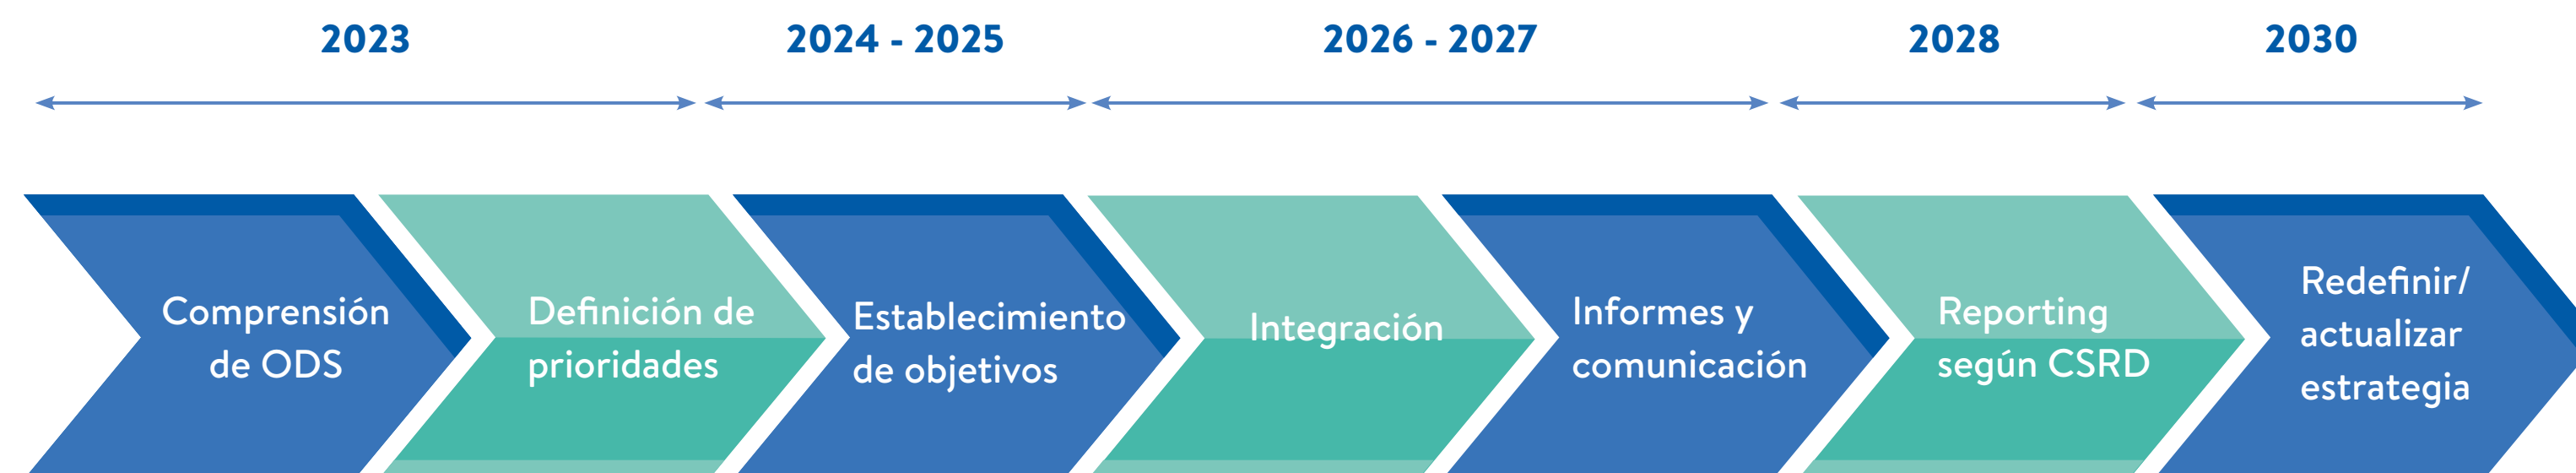 2023
2024 - 2025
2026 - 2027
2028
2030
Comprensión
de ODS
Definición de
prioridades
Establecimiento
de objetivos
Integración
Informes y
comunicación
Reporting
según CSRD
Redefinir/
actualizar
estrategia